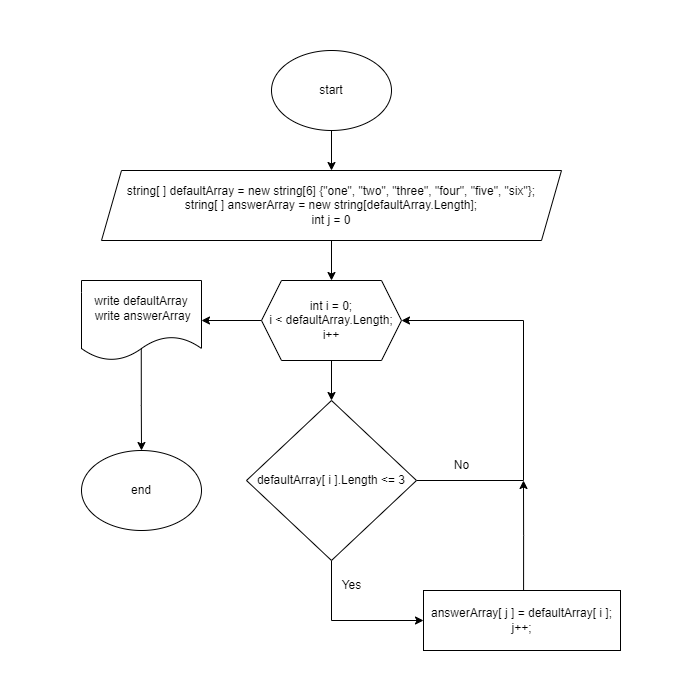 start
string[ ] defaultArray = new string[6] {"one", "two", "three", "four", "five", "six"};
string[ ] answerArray = new string[defaultArray.Length];
int j = 0
int i = 0;
i < defaultArray.Length;
i++
write defaultArray
write answerArray
end
defaultArray[ i ].Length <= 3
No
Yes
answerArray[ j ] = defaultArray[ i ];
j++;